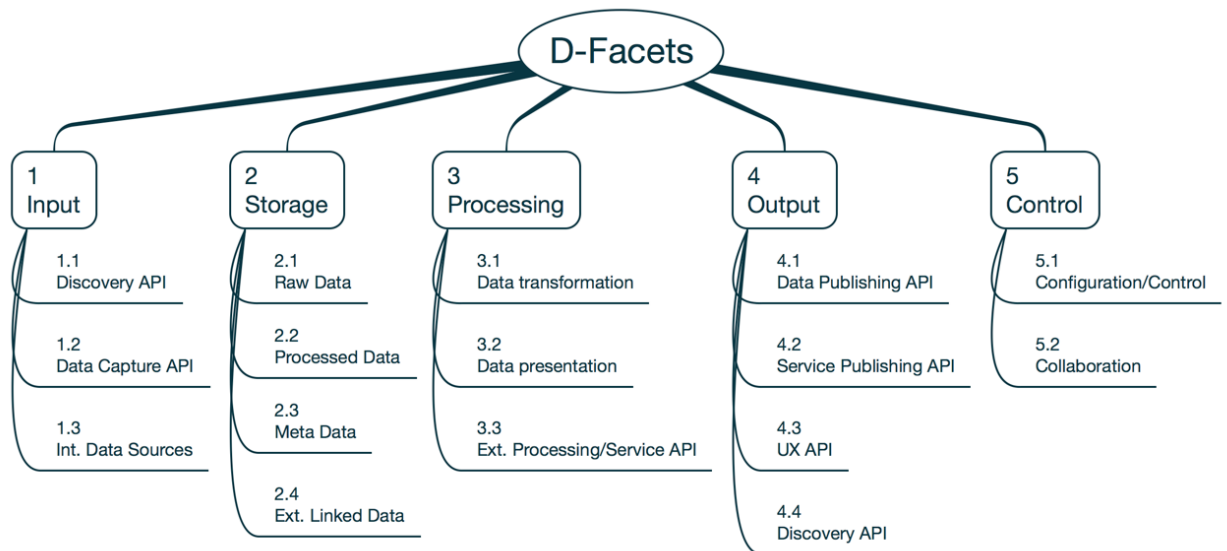 D-Facets
1
Input
1.1
Discovery API
1.2
Data Capture API
1.3
Int. Data Sources
2
Storage
2.1
Raw Data
2.2
Processed Data
2.3
Meta Data
2.4
Ext. Linked Data
3
Processing
3.1
Data transformation
3.2
Data presentation
3.3
Ext. Processing/Service API
4
Output
4.1
Data Publishing API
4.2
Service Publishing API
4.3
UX API
4.4
Discovery API
5
Control
5.1
Configuration/Control
5.2
Collaboration